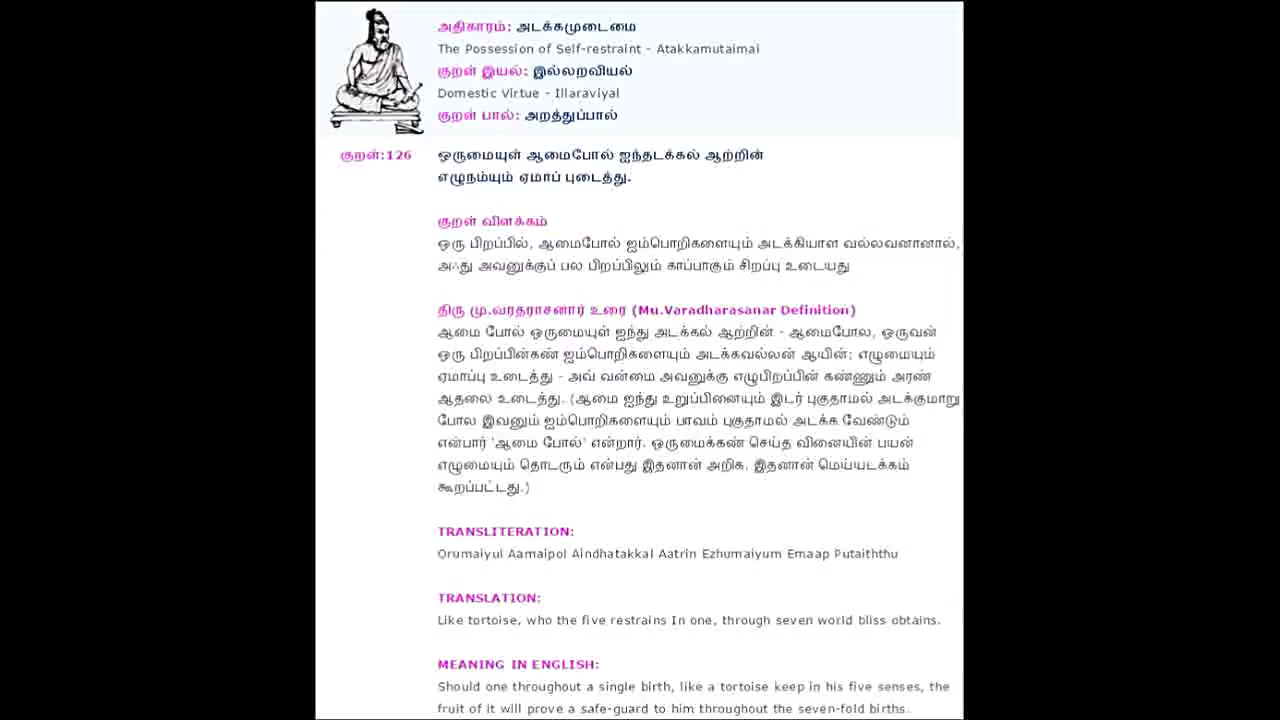 அதிகாரம்: அடக்கமுடைமை
The Possession of Self-restraint - Atakkamutaimai
குறள் இயல்: இல்லறவியல்
Domestic Virtue - Illaraviyal
குறள் பால்: அறத்துப்பால்
குறள்:126 ஒருமையுள் ஆமைபோல் ஐந்தடக்கல் ஆற்றின்
எழுநம்யும் ஏமாப் புடைத்து.
குறள் விளக்கம்
ஒரு பிறப்பில், ஆமைபோல் ஐம்பொறிகளையும் அடக்கியாள வல்லவனானால்,
அஃது அவனுக்குப் பல பிறப்பிலும் காப்பாகும் சிறப்பு உடையது
திரு மு.வரதராசனார் உரை (Mu.Varadharasanar Definition)
ஆமை போல் ஒருமையுள் ஐந்து அடக்கல் ஆற்றின் - ஆமைபோல, ஒருவன்
ஒரு பிறப்பின்கண் ஐம்பொறிகளையும் அடக்கவல்லன் ஆயின்; எழுமையும்
ஏமாப்பு உடைத்து - அவ் வன்மை அவனுக்கு எழுபிறப்பின் கண்ணும் அரண்
ஆதலை உடைத்து. (ஆமை ஐந்து உறுப்பினையும் இடர் புகுதாமல் அடக்குமாறு
போல இவனும் ஐம்பொறிகளையும் பாவம் புகுதாமல் அடக்க வேண்டும்
என்பார் 'ஆமை போல்' என்றார். ஒருமைக்கண் செய்த வினையின் பயன்
எழுமையும் தொடரும் என்பது இதனான் அறிக. இதனான் மெய்யடக்கம்
கூறப்பட்டது.)
TRANSLITERATION:
Orumaiyul Aamaipol Aindhatakkal Aatrin Ezhumaiyum Emaap Putaiththu
TRANSLATION:
Like tortoise, who the five restrains In one, through seven world bliss obtains.
MEANING IN ENGLISH:
Should one throughout a single birth, like a tortoise keep in his five senses, the
fruit of it will prove a safe-guard to him throughout the seven-fold births.